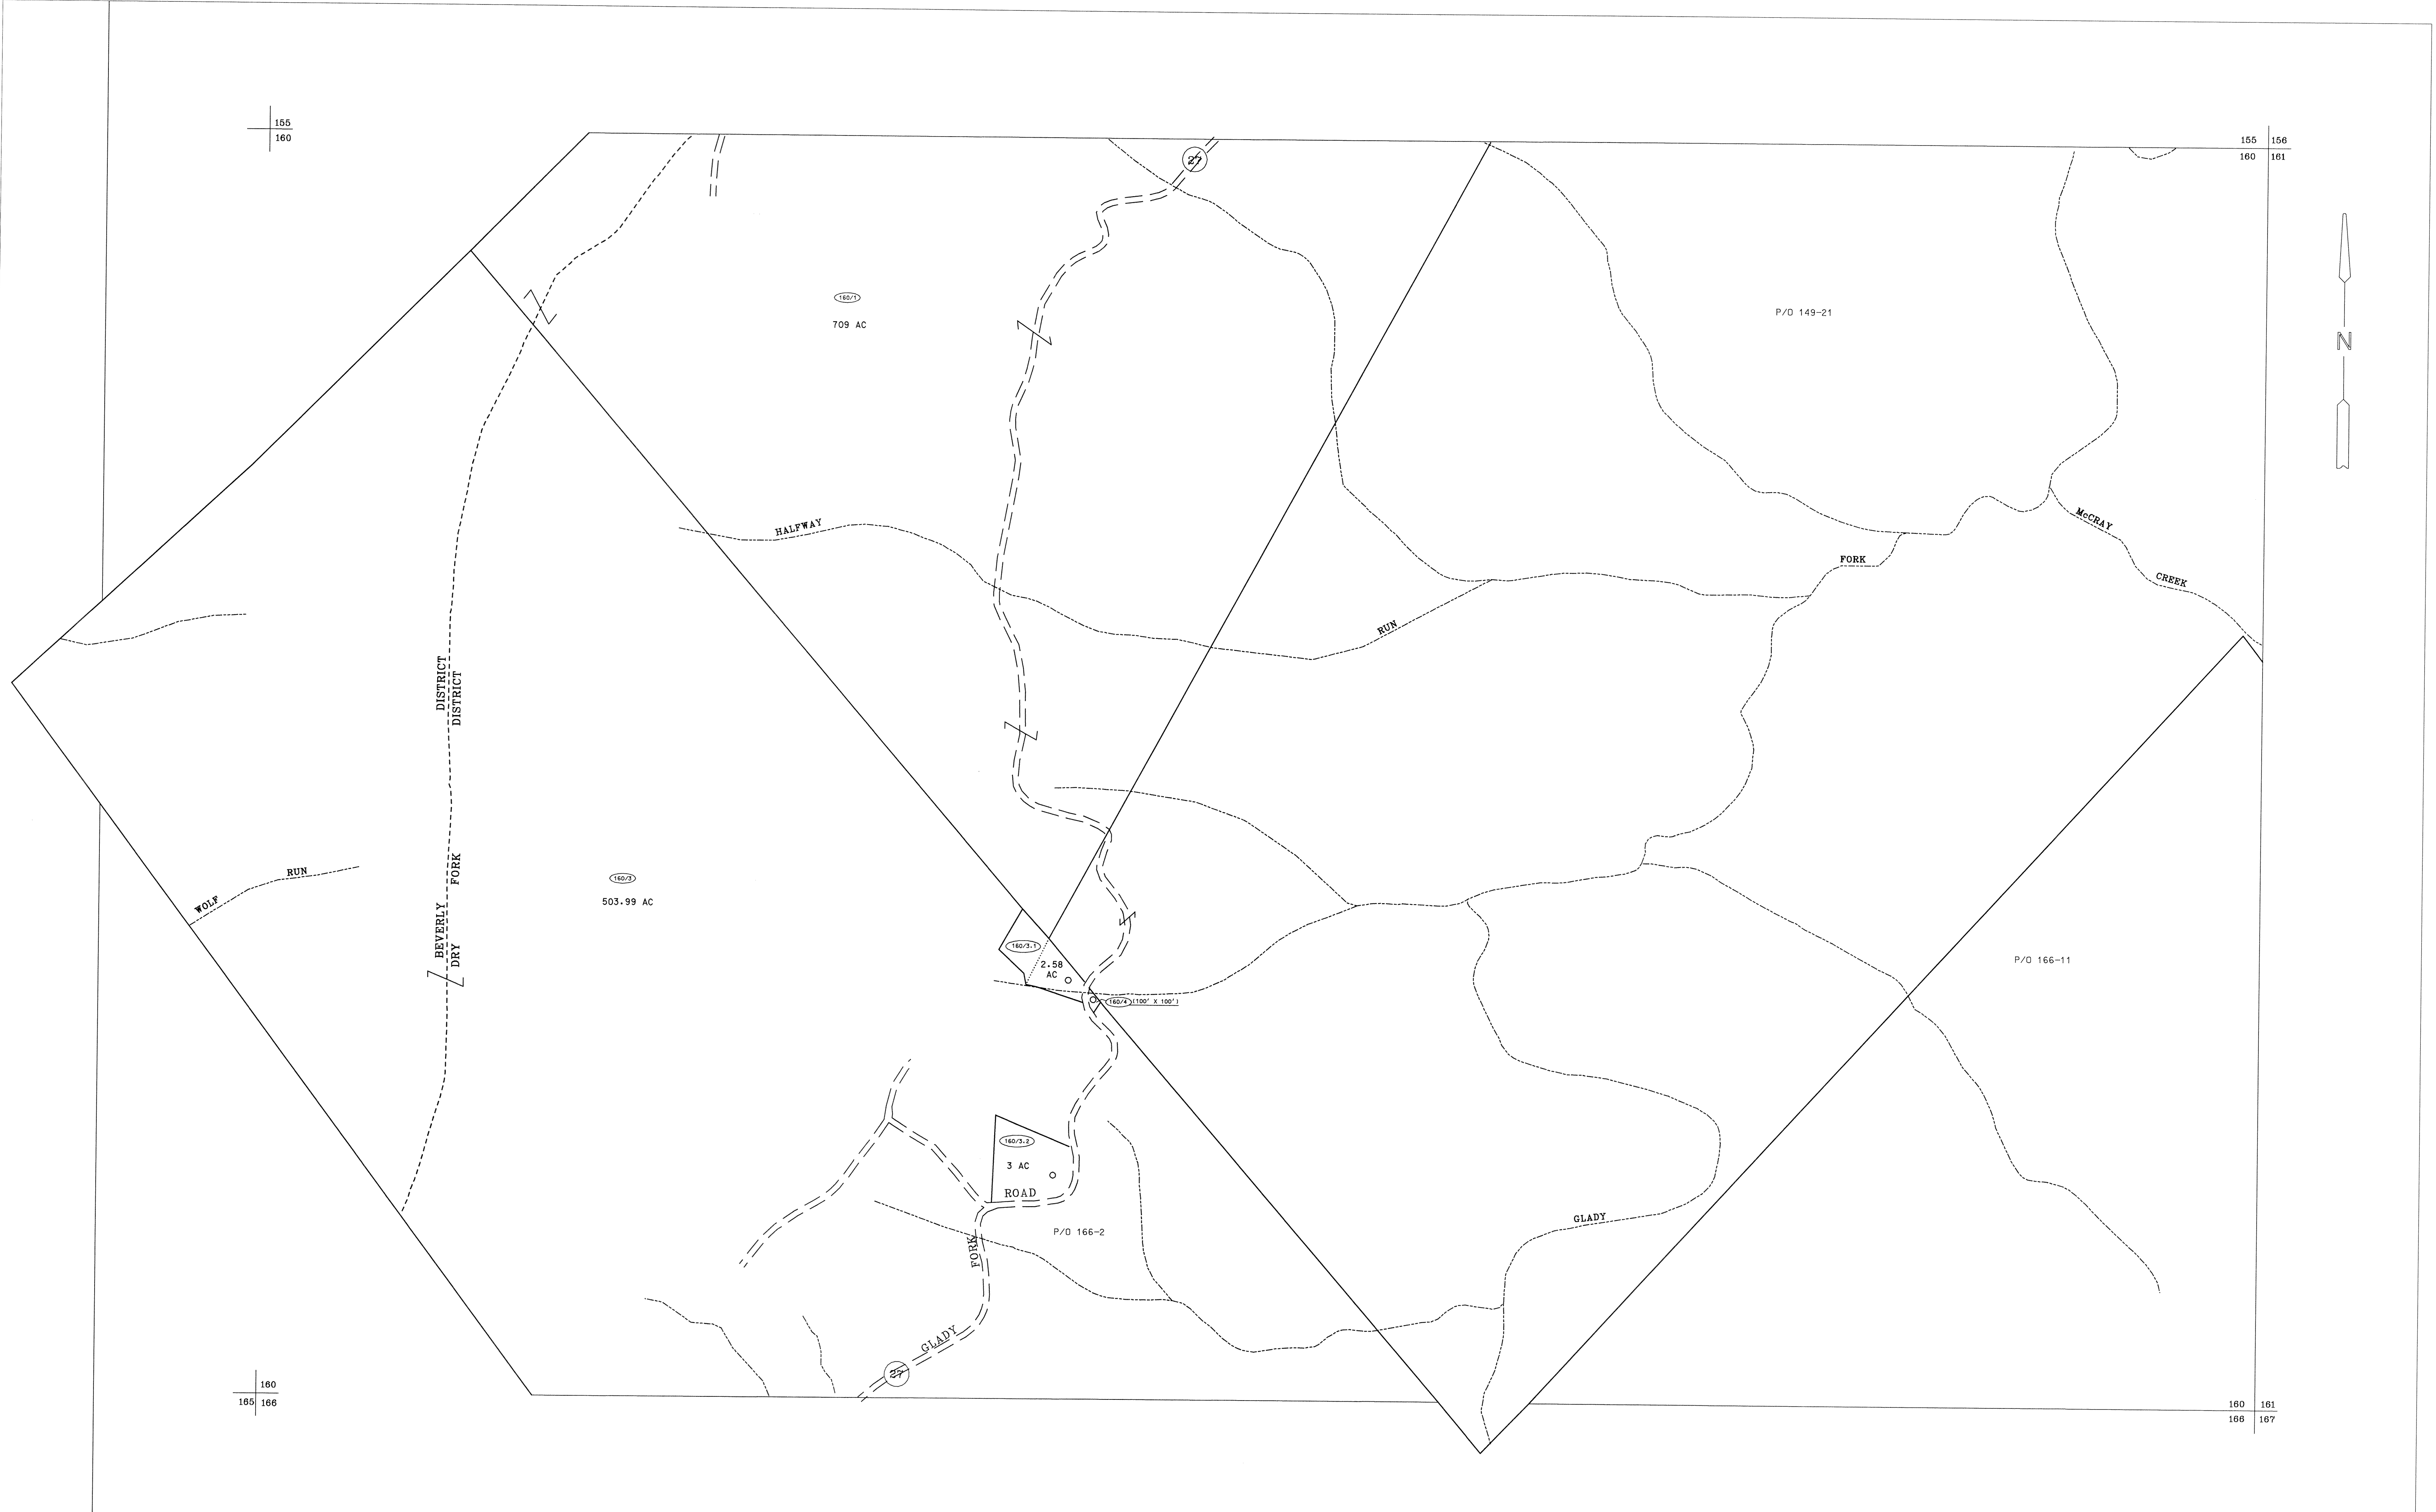 155
160
155 156
160 161
27
160/1
709 AC
P/O 149-21
N
HALFWAY
RUN
McCRAY
CREEK
FORK
DISTRICT
DISTRICT
BEVERLY
DRY FORK
160/3
503.99 AC
WOLF RUN
160/3.1
2.58
AC
160/4 (100' X 100')
P/O 166-11
160/3.2
3 AC
ROAD
FORK
GLADY
P/O 166-2
GLADY
27
160
165 166
160 161
166 167